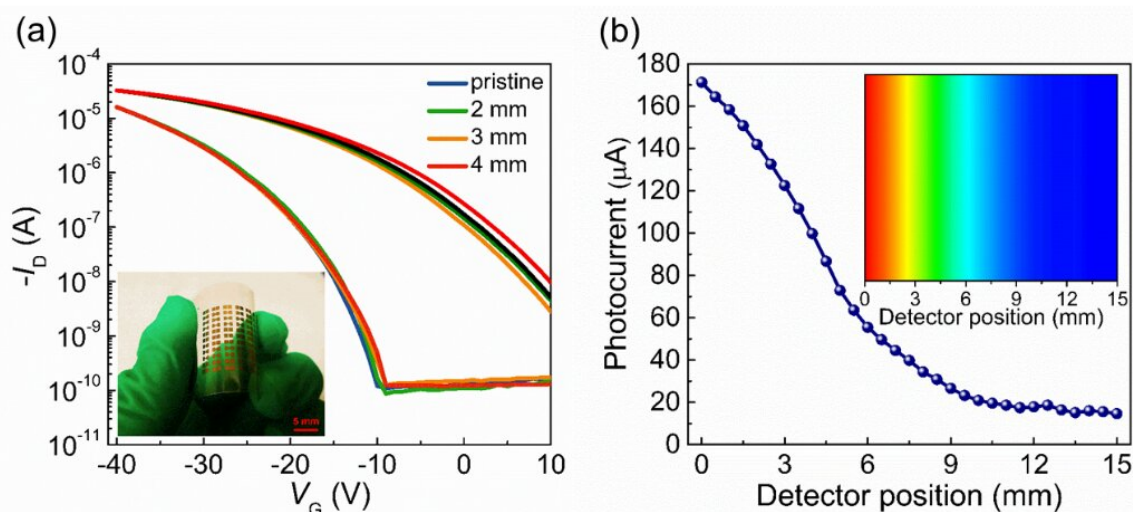 (a)
10⁻⁴
10⁻⁵
10⁻⁶
10⁻⁷
10⁻⁸
10⁻⁹
10⁻¹⁰
10⁻¹¹
-I_D (A)
pristine
2 mm
3 mm
4 mm
5 mm
-40 -30 -20 -10 0 10
V_G (V)
(b)
180
160
140
120
100
80
60
40
20
0
Photocurrent (μA)
0 3 6 9 12 15
Detector position (mm)
0 3 6 9 12 15
Detector position (mm)